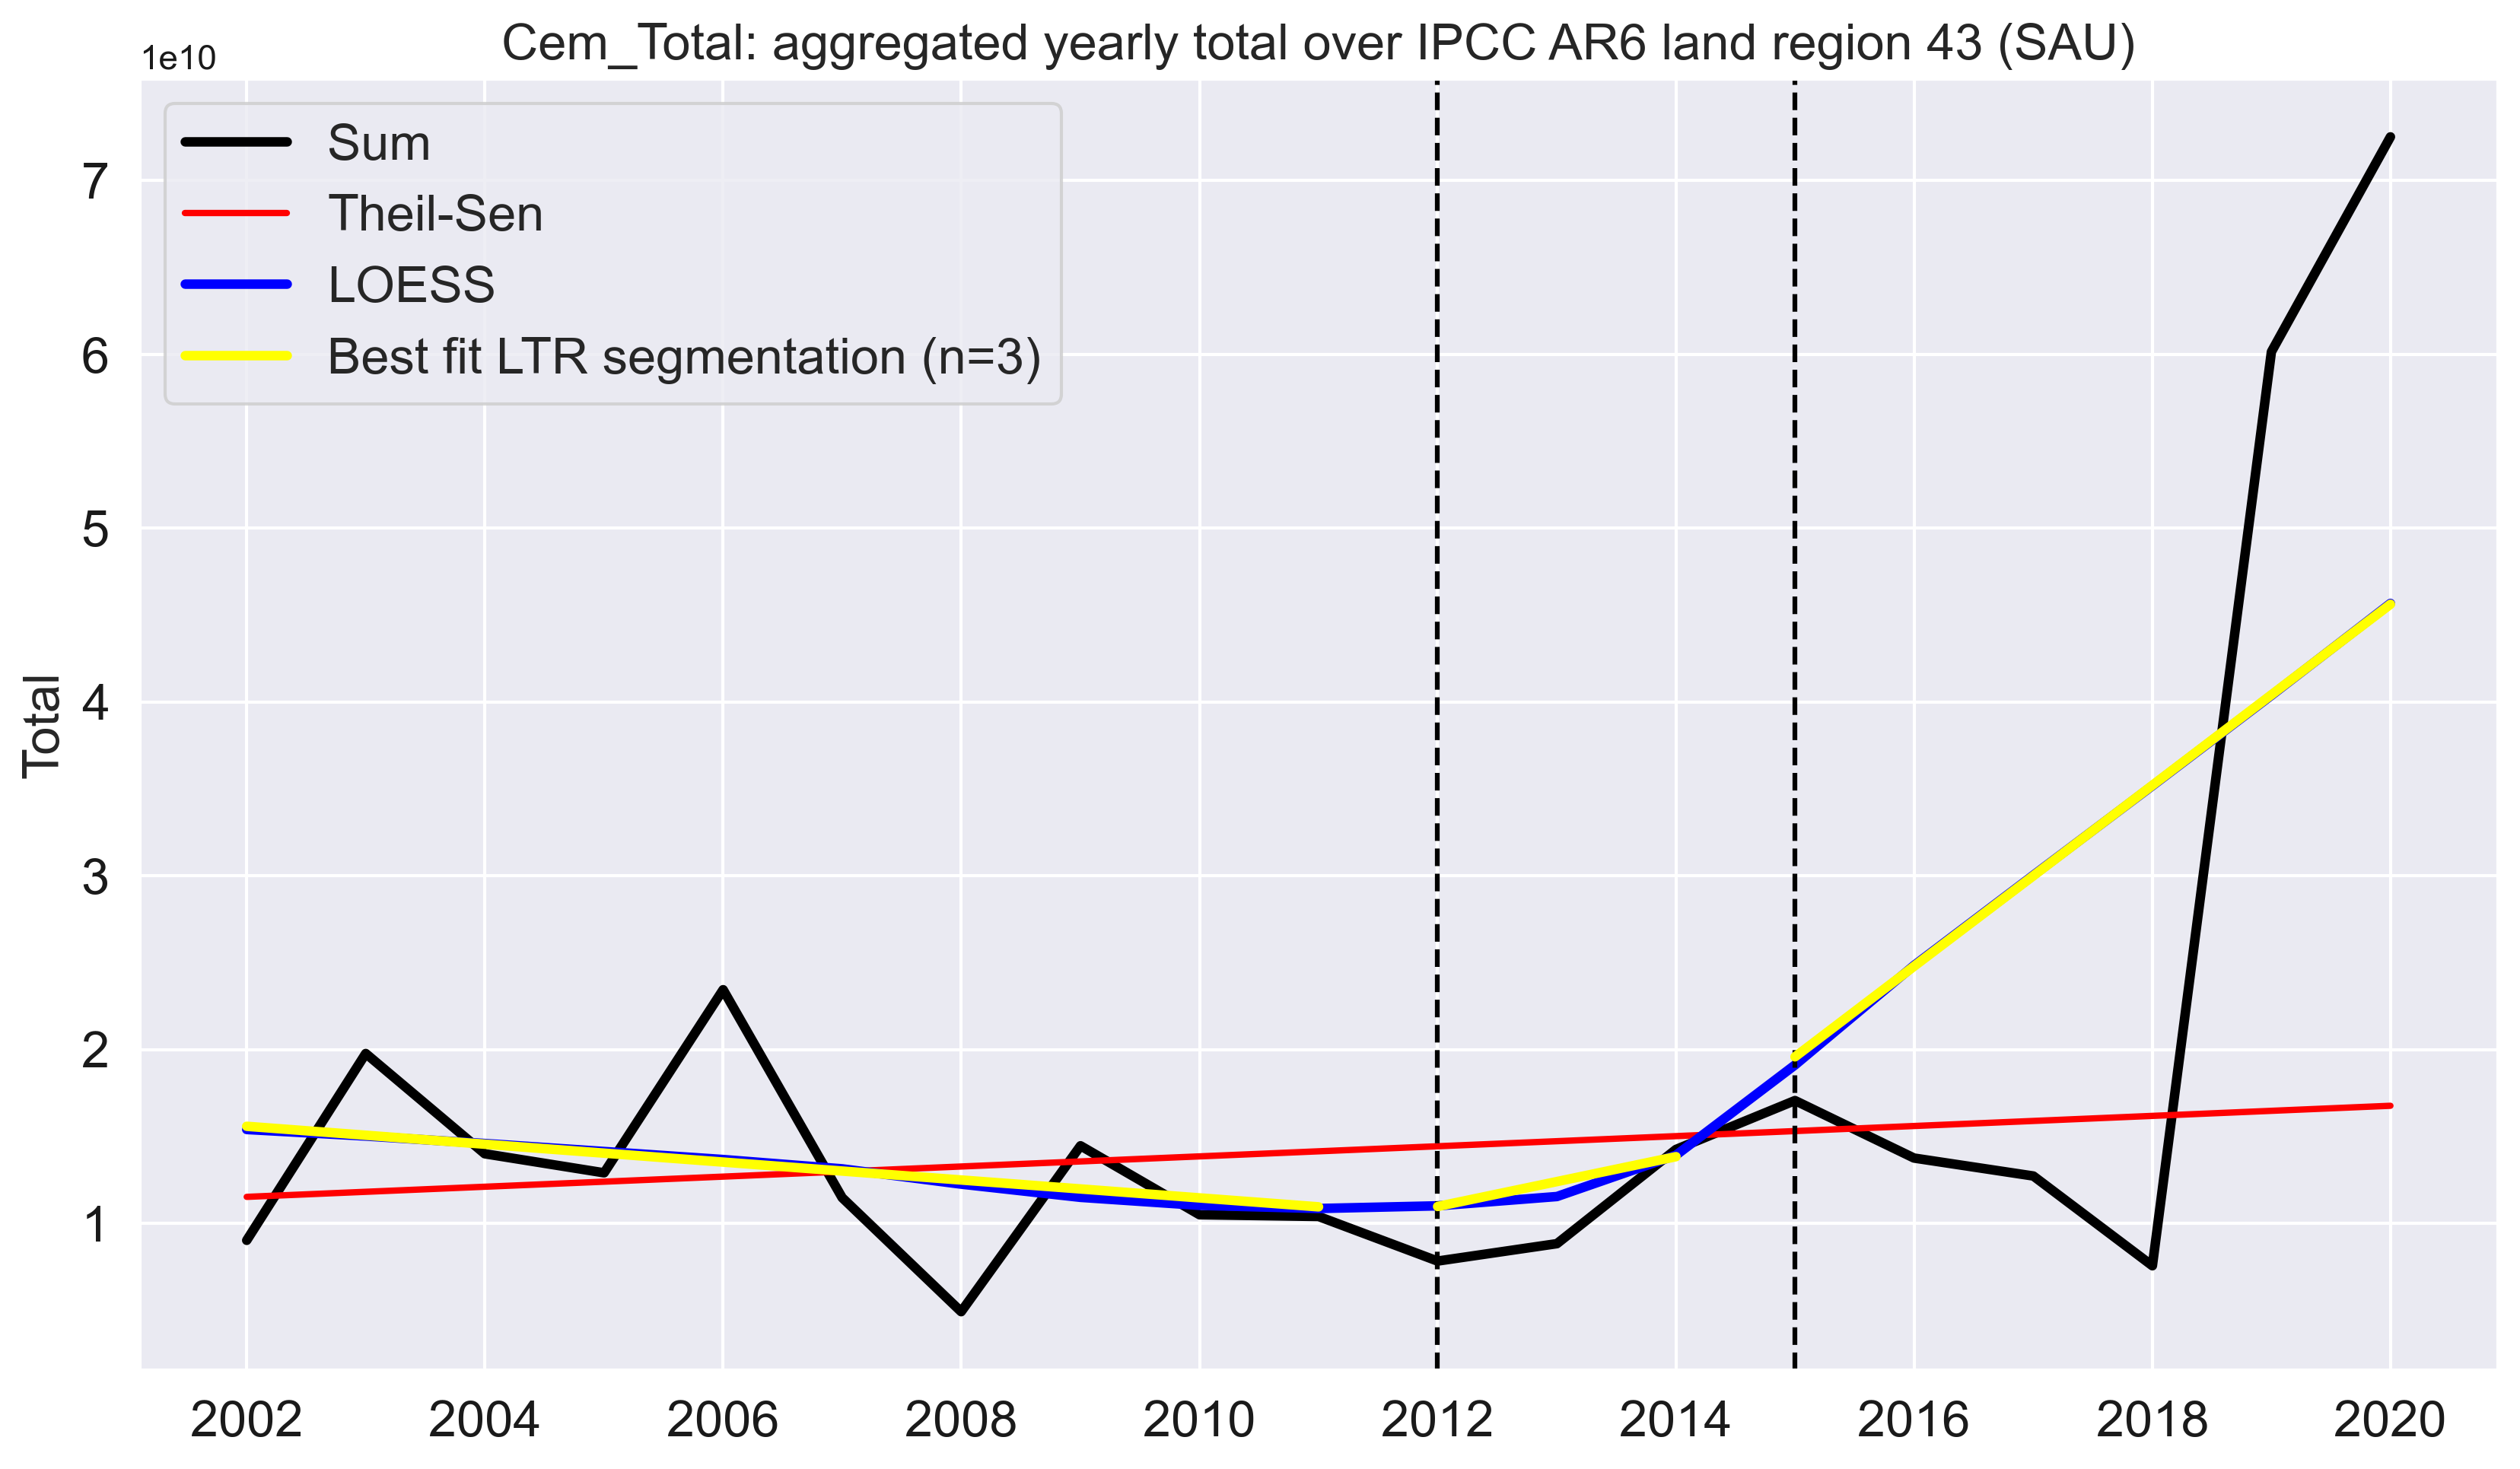 Cem_Total: aggregated yearly total over IPCC AR6 land region 43 (SAU)
1e10
Sum
Theil-Sen
LOESS
Best fit LTR segmentation (n=3)
7
6
5
4
3
2
1
Total
2002 2004 2006 2008 2010 2012 2014 2016 2018 2020